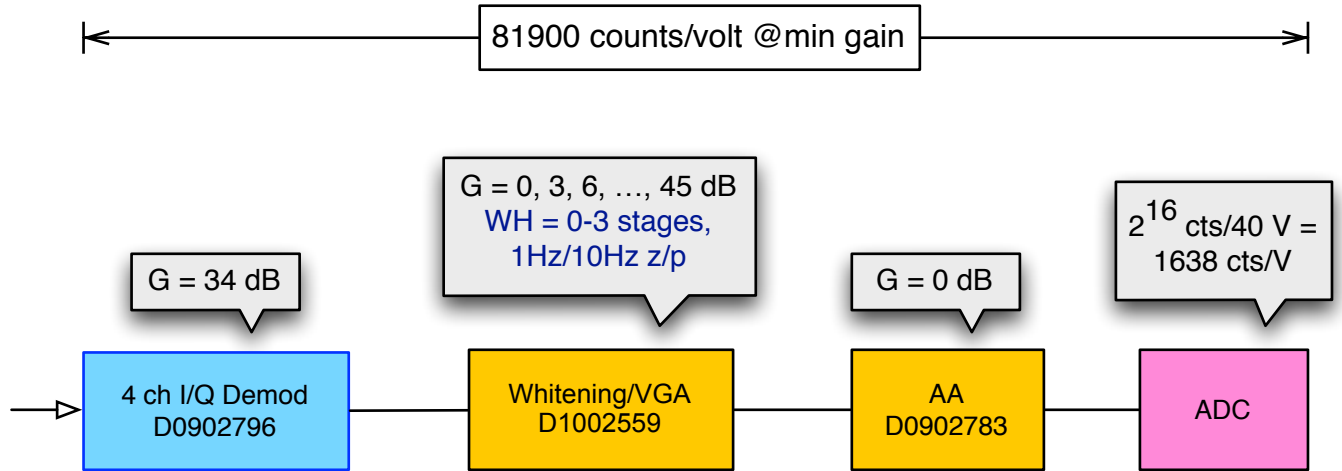 81900 counts/volt @min gain
G = 0, 3, 6, …, 45 dB
WH = 0-3 stages,
1Hz/10Hz z/p
2^16 cts/40 V =
1638 cts/V
G = 34 dB
G = 0 dB
4 ch I/Q Demod
D0902796
Whitening/VGA
D1002559
AA
D0902783
ADC